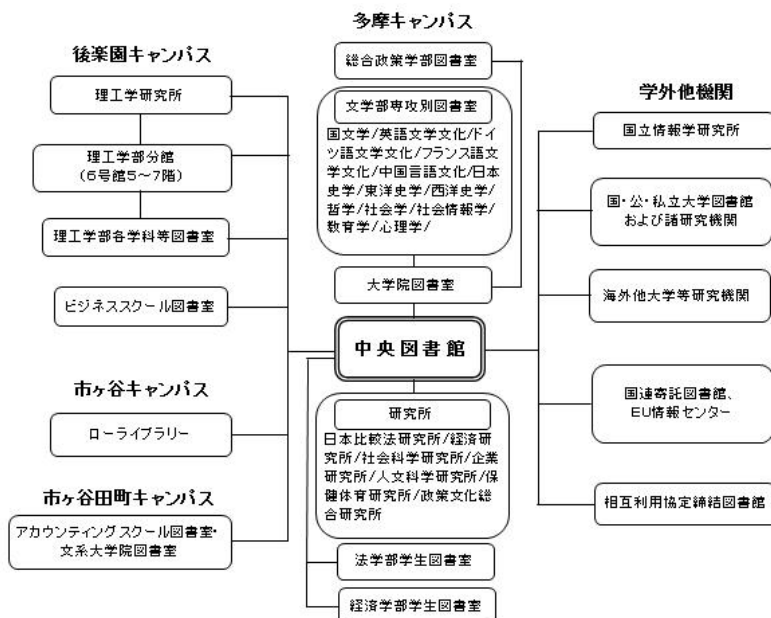 後楽園キャンパス
理工学研究所
理工学部分館
(6号館5～7階)
理工学部各学科等図書室
ビジネススクール図書室
市ヶ谷キャンパス
ローライブラリー
市ヶ谷田町キャンパス
アカウンティングスクール図書室・
文系大学院図書室
多摩キャンパス
総合政策学部図書室
文学部専攻別図書室
国文学/英語文学文化/ドイ
ツ語文学文化/フランス語文
学文化/中国言語文化/日本
史学/東洋史学/西洋史学/
哲学/社会学/社会情報学/
教育学/心理学/
大学院図書室
中央図書館
研究所
日本比較法研究所/経済研
究所/社会科学研究所/企業
研究所/人文科学研究所/保
健体育研究所/政策文化総
合研究所
法学部学生図書室
経済学部学生図書室
学外他機関
国立情報学研究所
国・公・私立大学図書館
および諸研究機関
海外他大学等研究機関
国連寄託図書館、
EU情報センター
相互利用協定締結図書館